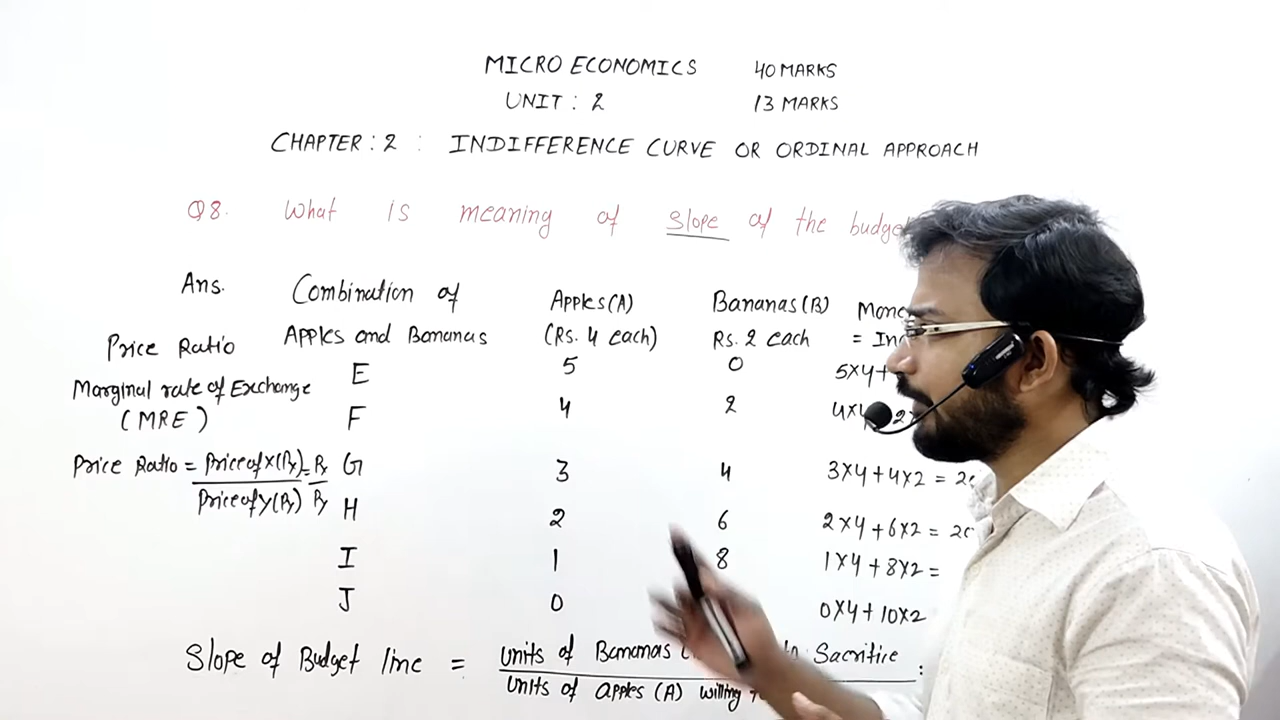 MICRO ECONOMICS 40 MARKS
UNIT : 2 13 MARKS
CHAPTER : 2 : INDIFFERENCE CURVE OR ORDINAL APPROACH
Q8. What is meaning of slope of the budget
Ans. Combination of Apples (A) Bananas (B)
Price Ratio Apples and Bananas (Rs. 4 each) Rs. 2 each =
Marginal rate of Exchange E 5 0 5x4+
(MRE) F 4 2 4x4
Price Ratio = Price of X (Px) = Px G 3 4 3x4 + 4x2 =
Price of Y (Py) Py H 2 6 2x4 + 6x2 =
I 1 8 1x4 + 8x2 =
J 0 0x4 + 10x2
Slope of Budget line = Units of Bananas Sacrifice :
Units of apples (A) willing